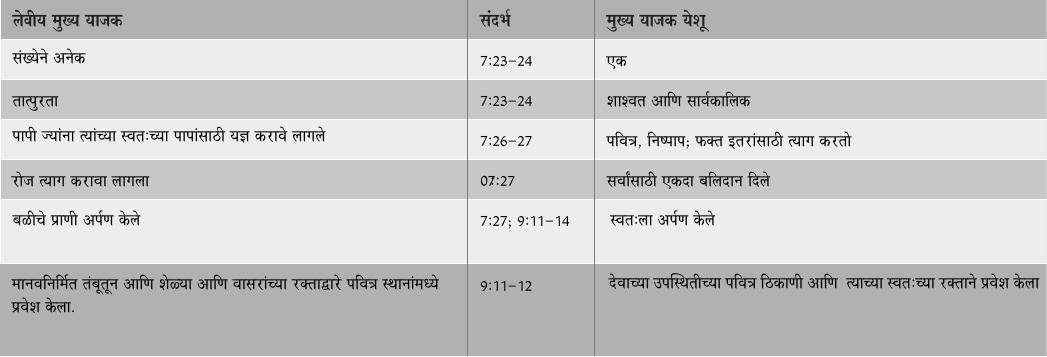 लेवीय मुख्य याजक संदर्भ मुख्य याजक येशू
संख्येने अनेक 7:23–24 एक
तात्पुरता 7:23–24 शाश्वत आणि सार्वकालिक
पापी ज्यांना त्यांच्या स्वतःच्या पापांसाठी यज्ञ करावे लागले 7:26–27 पवित्र, निष्पाप; फक्त इतरांसाठी त्याग करतो
रोज त्याग करावा लागला 07:27 सर्वांसाठी एकदा बलिदान दिले
बळीचे प्राणी अर्पण केले 7:27; 9:11–14 स्वतःला अर्पण केले
मानवनिर्मित तंबूतून आणि शेळ्या आणि वासरांच्या रक्ताद्वारे पवित्र स्थानांमध्ये 9:11–12 देवाच्या उपस्थितीच्या पवित्र ठिकाणी आणि त्याच्या स्वतःच्या रक्ताने प्रवेश केला
प्रवेश केला.